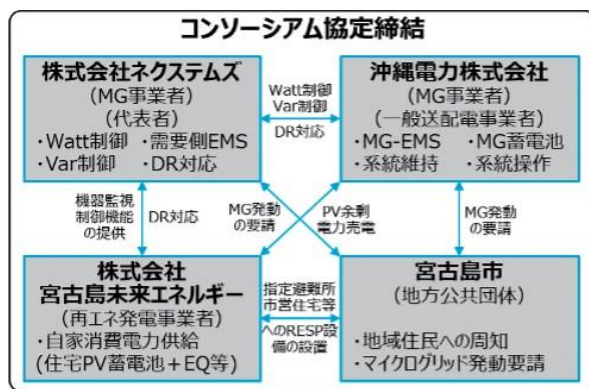 コンソーシアム協定締結
株式会社ネクステムズ
(MG事業者)
(代表者)
・Watt制御 ・需要側EMS
・Var制御 ・DR対応
Watt制御
Var制御
DR対応
沖縄電力株式会社
(MG事業者)
(一般送配電事業者)
・MG-EMS ・MG蓄電池
・系統維持 ・系統操作
機器監視
制御機能
の提供
DR対応
MG発動
の要請
PV余剰
電力売電
MG発動
の要請
株式会社
宮古島未来エネルギー
(再エネ発電事業者)
・自家消費電力供給
(住宅PV蓄電池+EQ等)
指定避難所
市営住宅等
へのRESP設
備の設置
宮古島市
(地方公共団体)
・地域住民への周知
・マイクログリッド発動要請